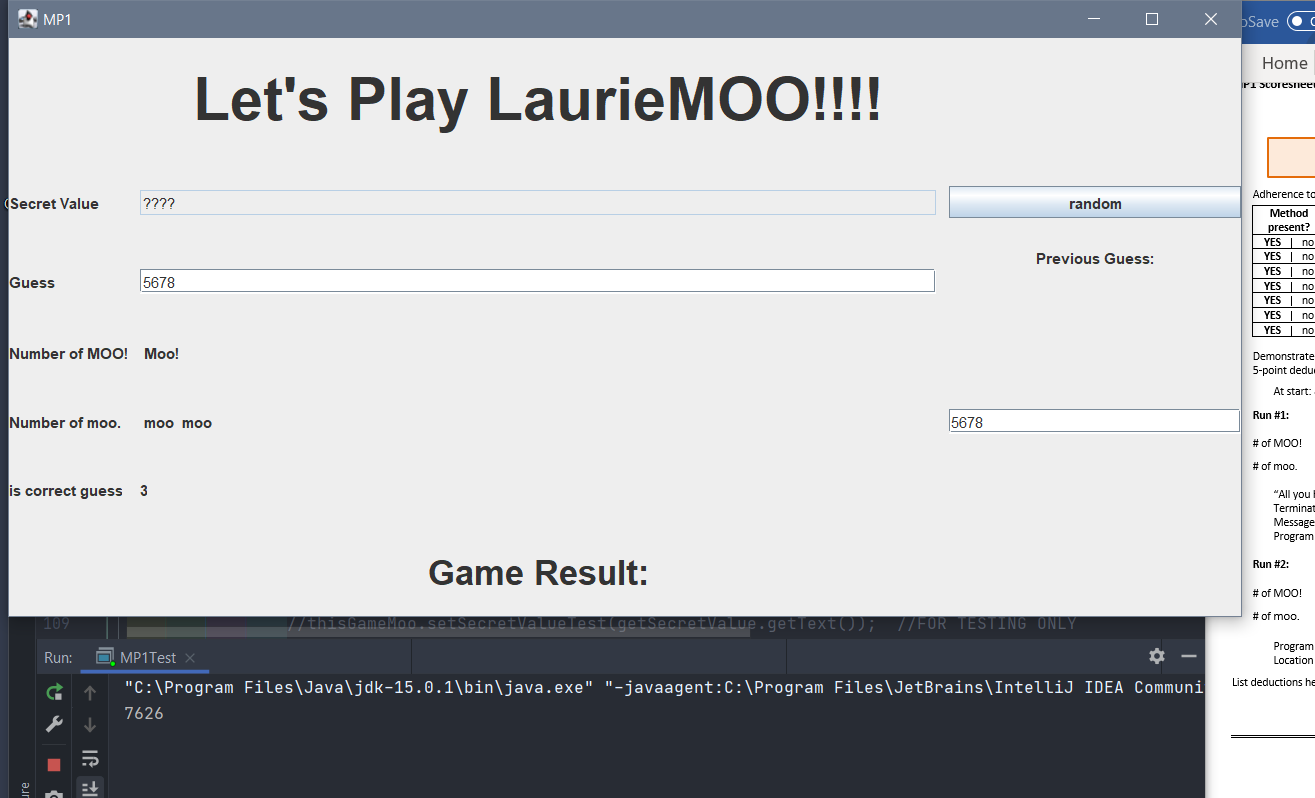 MP1
Let's Play LaurieMOO!!!!
Secret Value ???? random
Previous Guess:
Guess 5678
Number of MOO! Moo!
Number of moo. moo moo
5678
is correct guess 3
Game Result:
109 //thisGameMoo.setSecretValueTest(getSecretValue.getText()); //FOR TESTING ONLY
Run: MP1Test
"C:\Program Files\Java\jdk-15.0.1\bin\java.exe" "-javaagent:C:\Program Files\JetBrains\IntelliJ IDEA Communi
7626
oSave
Home
P1 Scoresheet
Adherence to
Method
present?
YES | no
YES | no
YES | no
YES | no
YES | no
YES | no
YES | no
Demonstrate
5-point dedu
At start:
Run #1:
# of MOO!
# of moo.
"All you
Terminat
Message
Program
Run #2:
# of MOO!
# of moo.
Program
Location
List deductions he